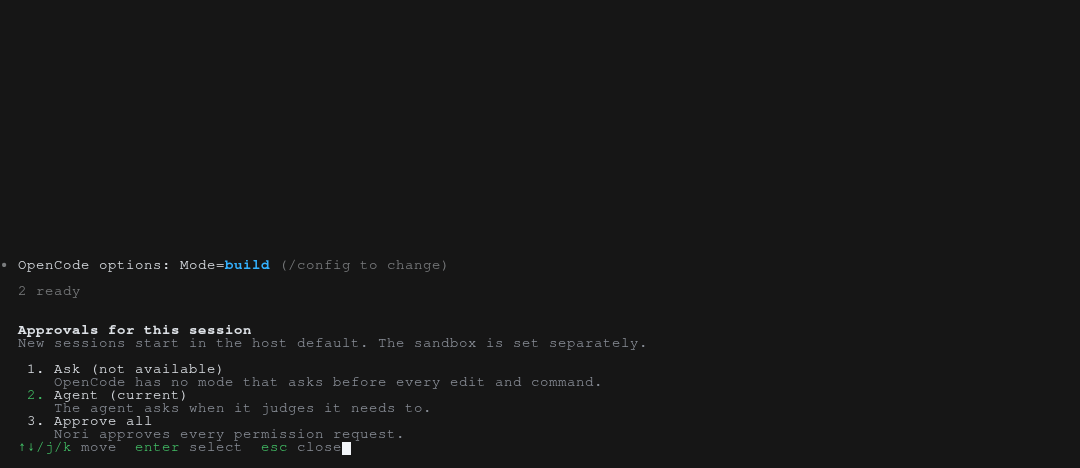 • OpenCode options: Mode=build (/config to change)
2 ready
Approvals for this session
New sessions start in the host default. The sandbox is set separately.
1. Ask (not available)
OpenCode has no mode that asks before every edit and command.
2. Agent (current)
The agent asks when it judges it needs to.
3. Approve all
Nori approves every permission request.
↑↓/j/k move  enter select  esc close